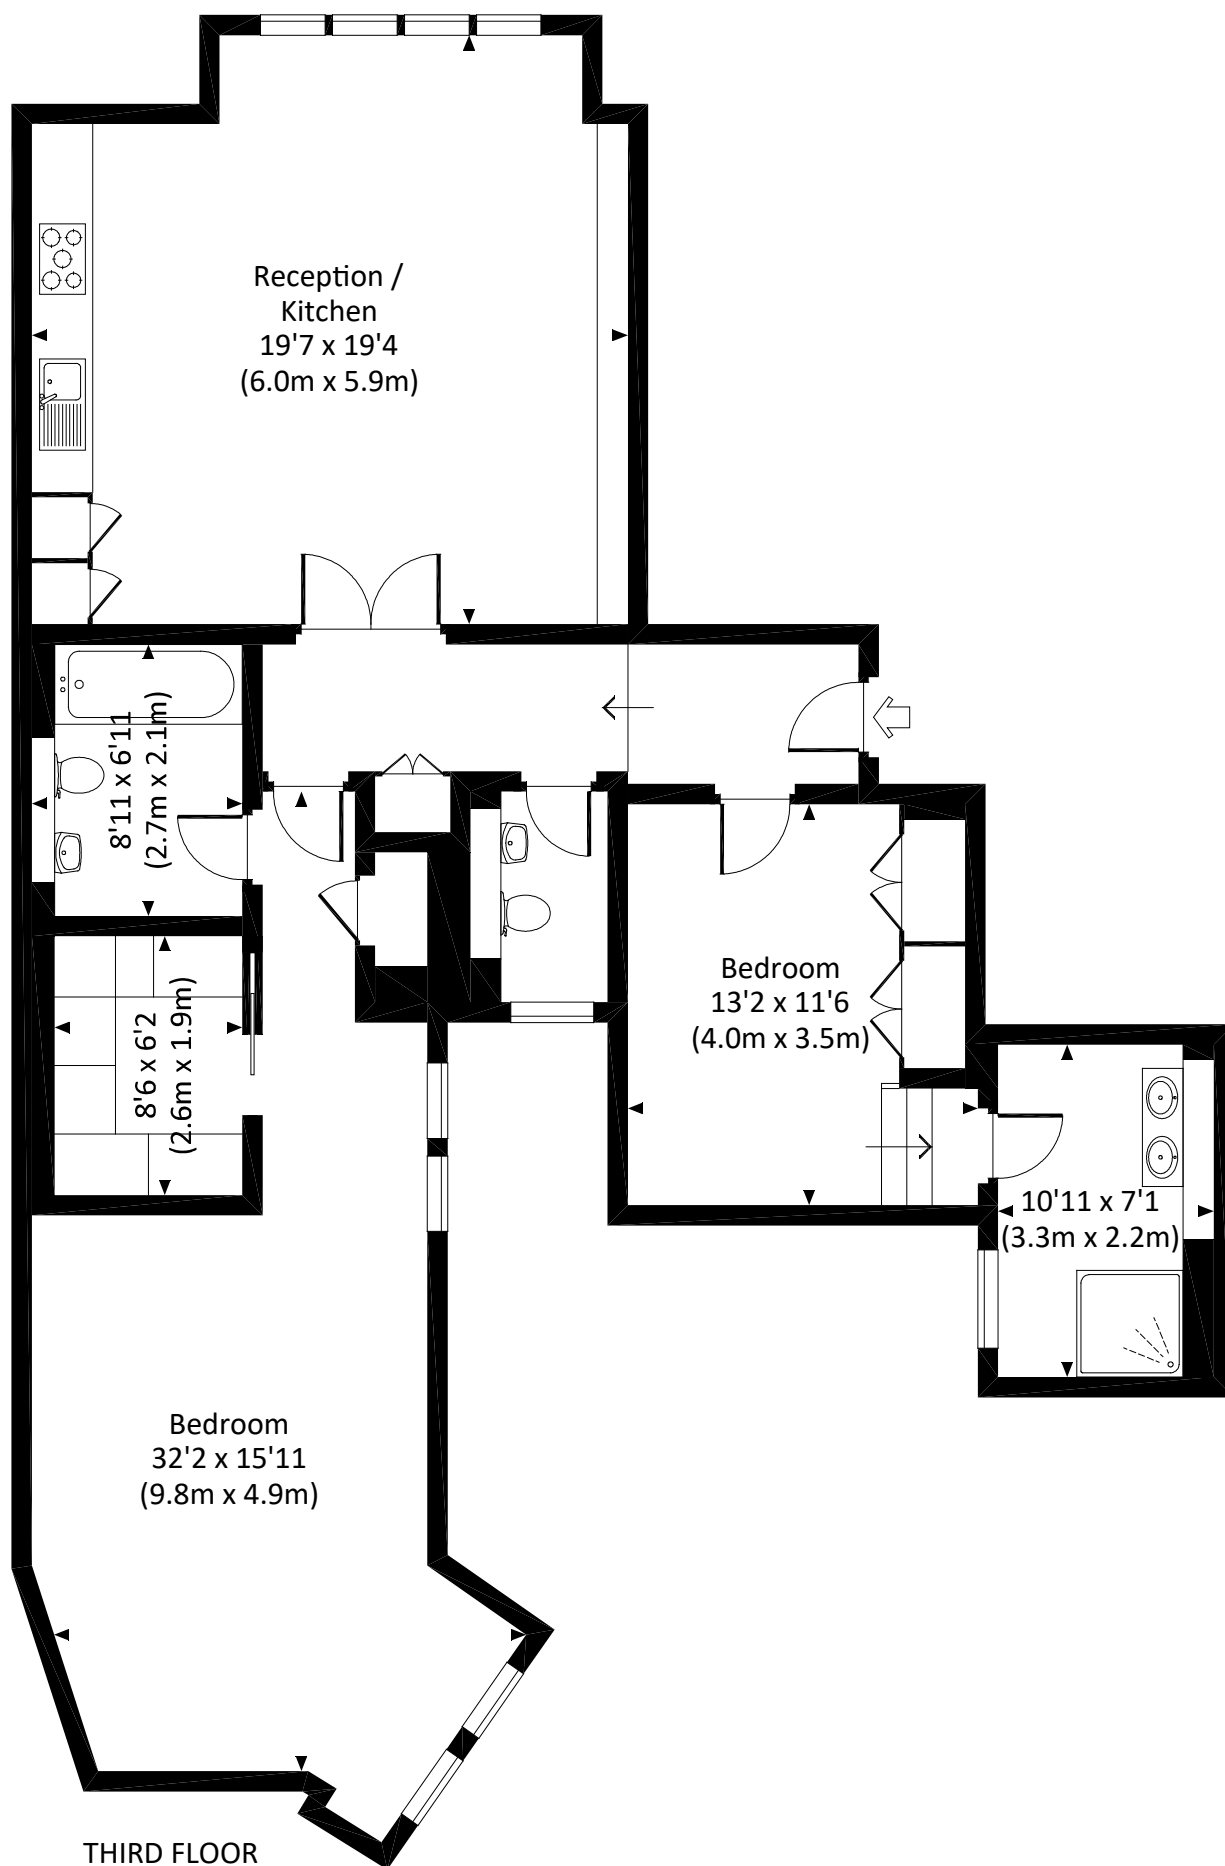 Reception /
Kitchen
19'7 x 19'4
(6.0m x 5.9m)
8'11 x 6'11
(2.7m x 2.1m)
8'6 x 6'2
(2.6m x 1.9m)
Bedroom
13'2 x 11'6
(4.0m x 3.5m)
10'11 x 7'1
(3.3m x 2.2m)
Bedroom
32'2 x 15'11
(9.8m x 4.9m)
THIRD FLOOR